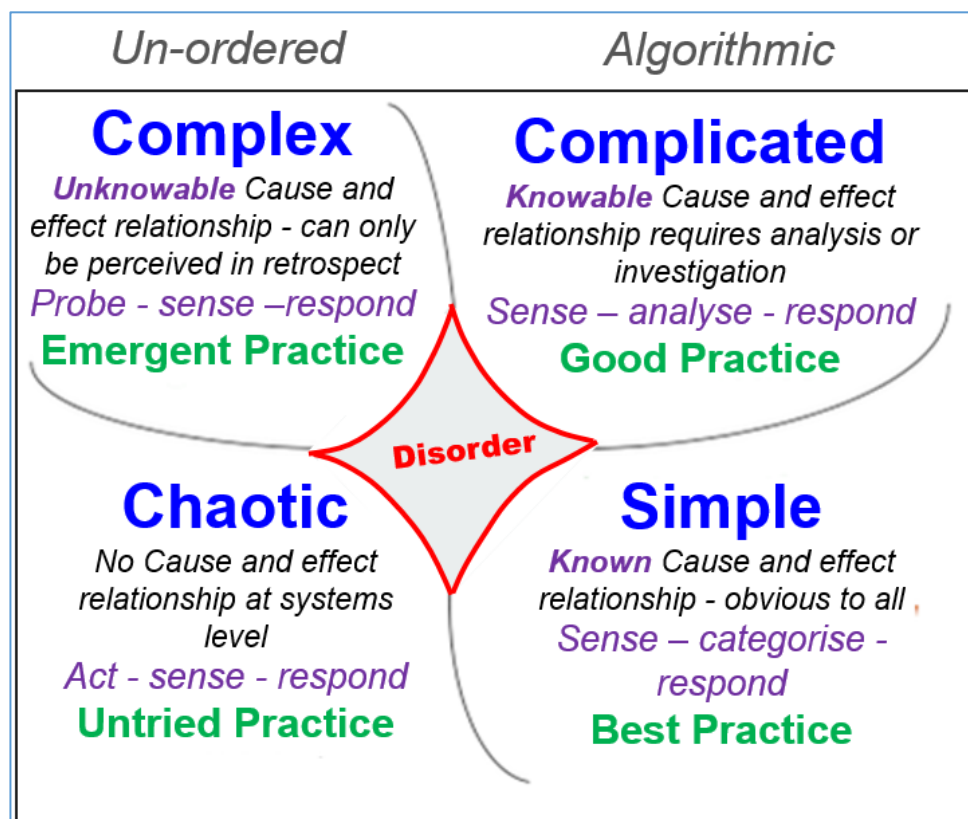 Un-ordered
Algorithmic
Complex
Unknowable Cause and
effect relationship - can only
be perceived in retrospect
Probe - sense –respond
Emergent Practice
Complicated
Knowable Cause and effect
relationship requires analysis or
investigation
Sense – analyse - respond
Good Practice
Disorder
Chaotic
No Cause and effect
relationship at systems
level
Act - sense - respond
Untried Practice
Simple
Known Cause and effect
relationship - obvious to all
Sense – categorise -
respond
Best Practice